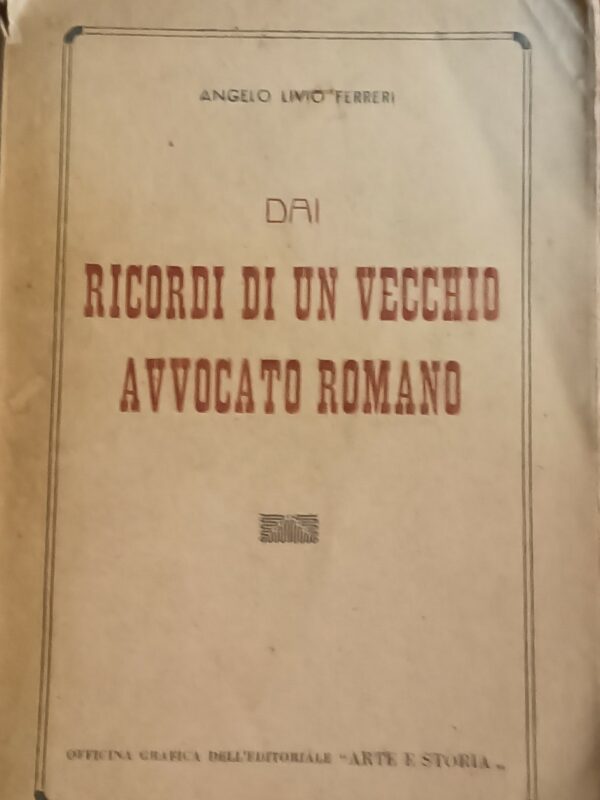 ANGELO LIVIO FERRERI
DAI
RICORDI DI UN VECCHIO
AVVOCATO ROMANO
OFFICINA GRAFICA DELL'EDITORIALE "ARTE E STORIA"